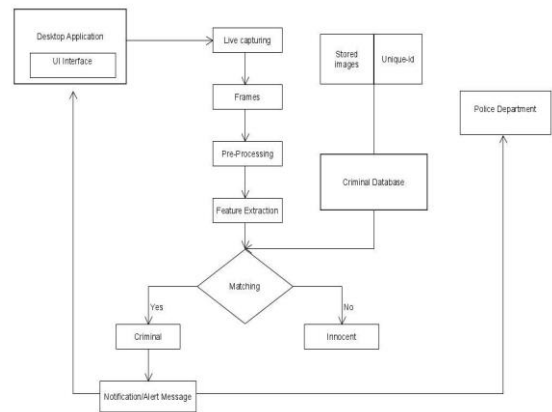 Desktop Application
UI Interface
Live capturing
Stored
images
Unique-Id
Frames
Police Department
Pre-Processing
Criminal Database
Feature Extraction
Matching
Yes
No
Criminal
Innocent
Notification/Alert Message